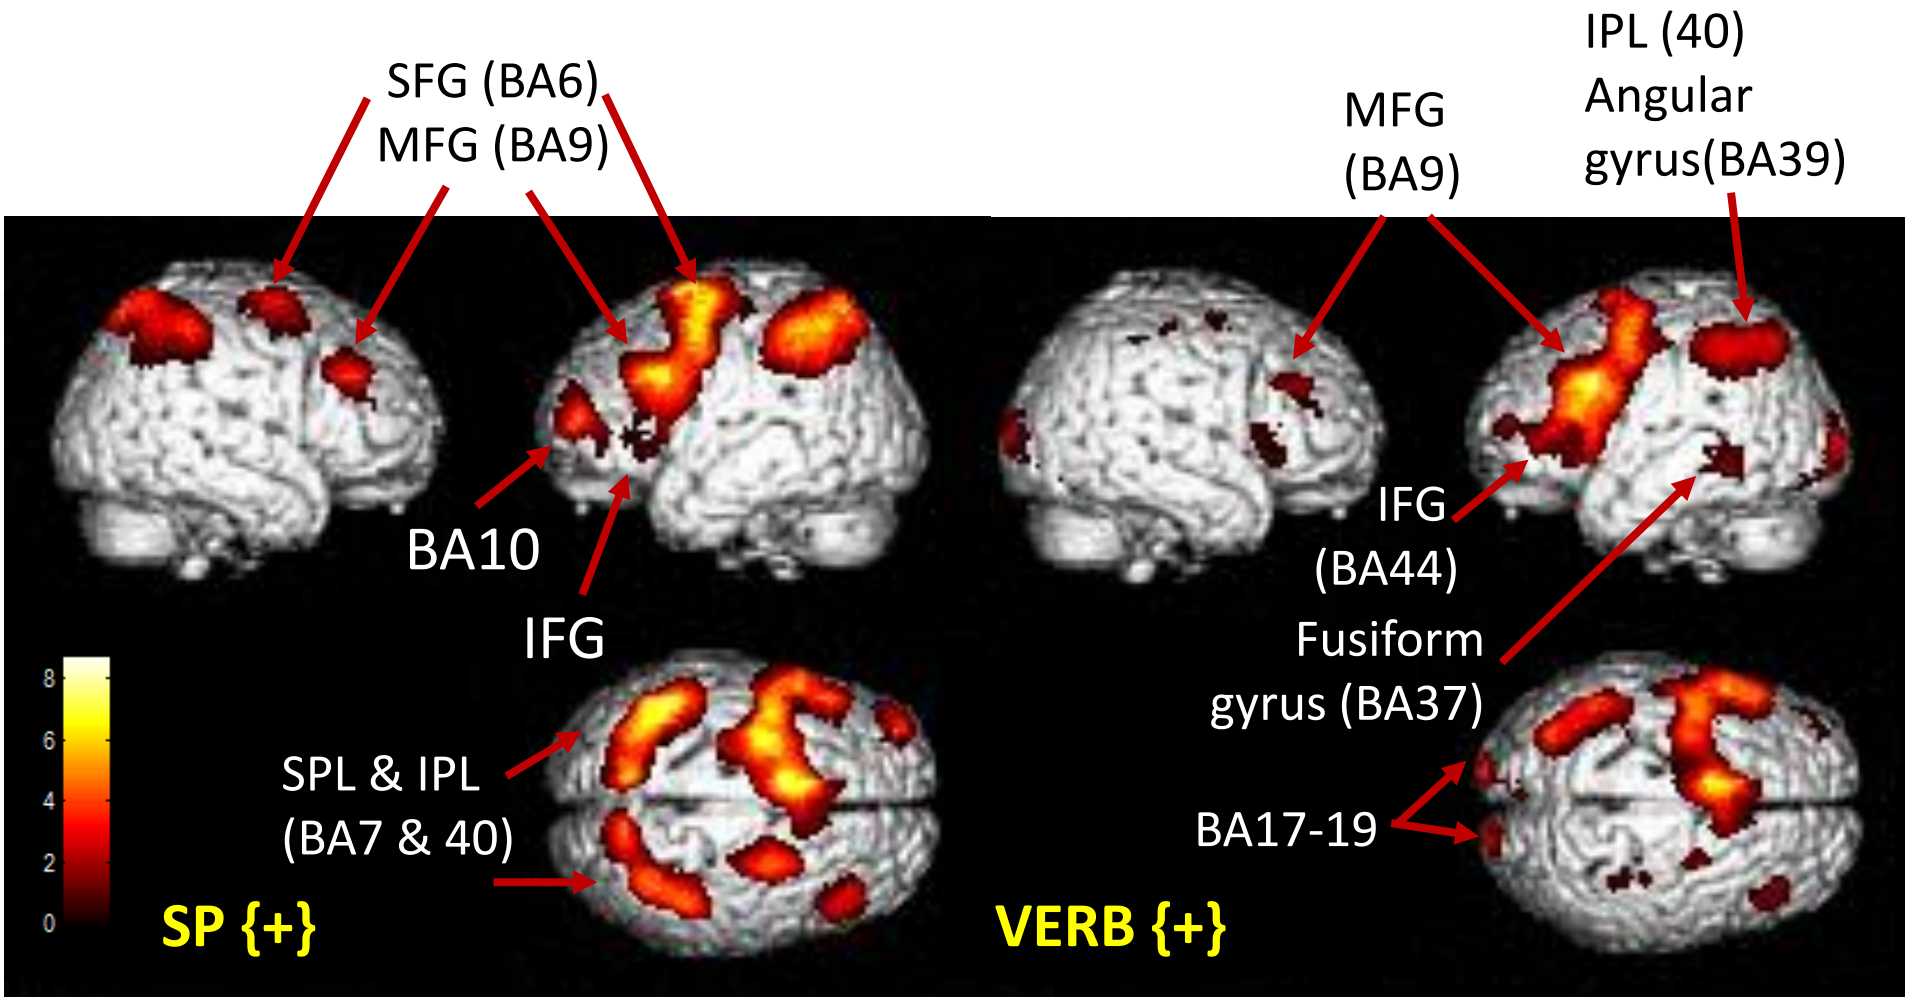 SFG (BA6)
MFG (BA9)
MFG
(BA9)
IPL (40)
Angular
gyrus(BA39)
BA10
IFG
IFG
(BA44)
Fusiform
gyrus (BA37)
8
6
4
2
0
SPL & IPL
(BA7 & 40)
BA17-19
SP {+}
VERB {+}